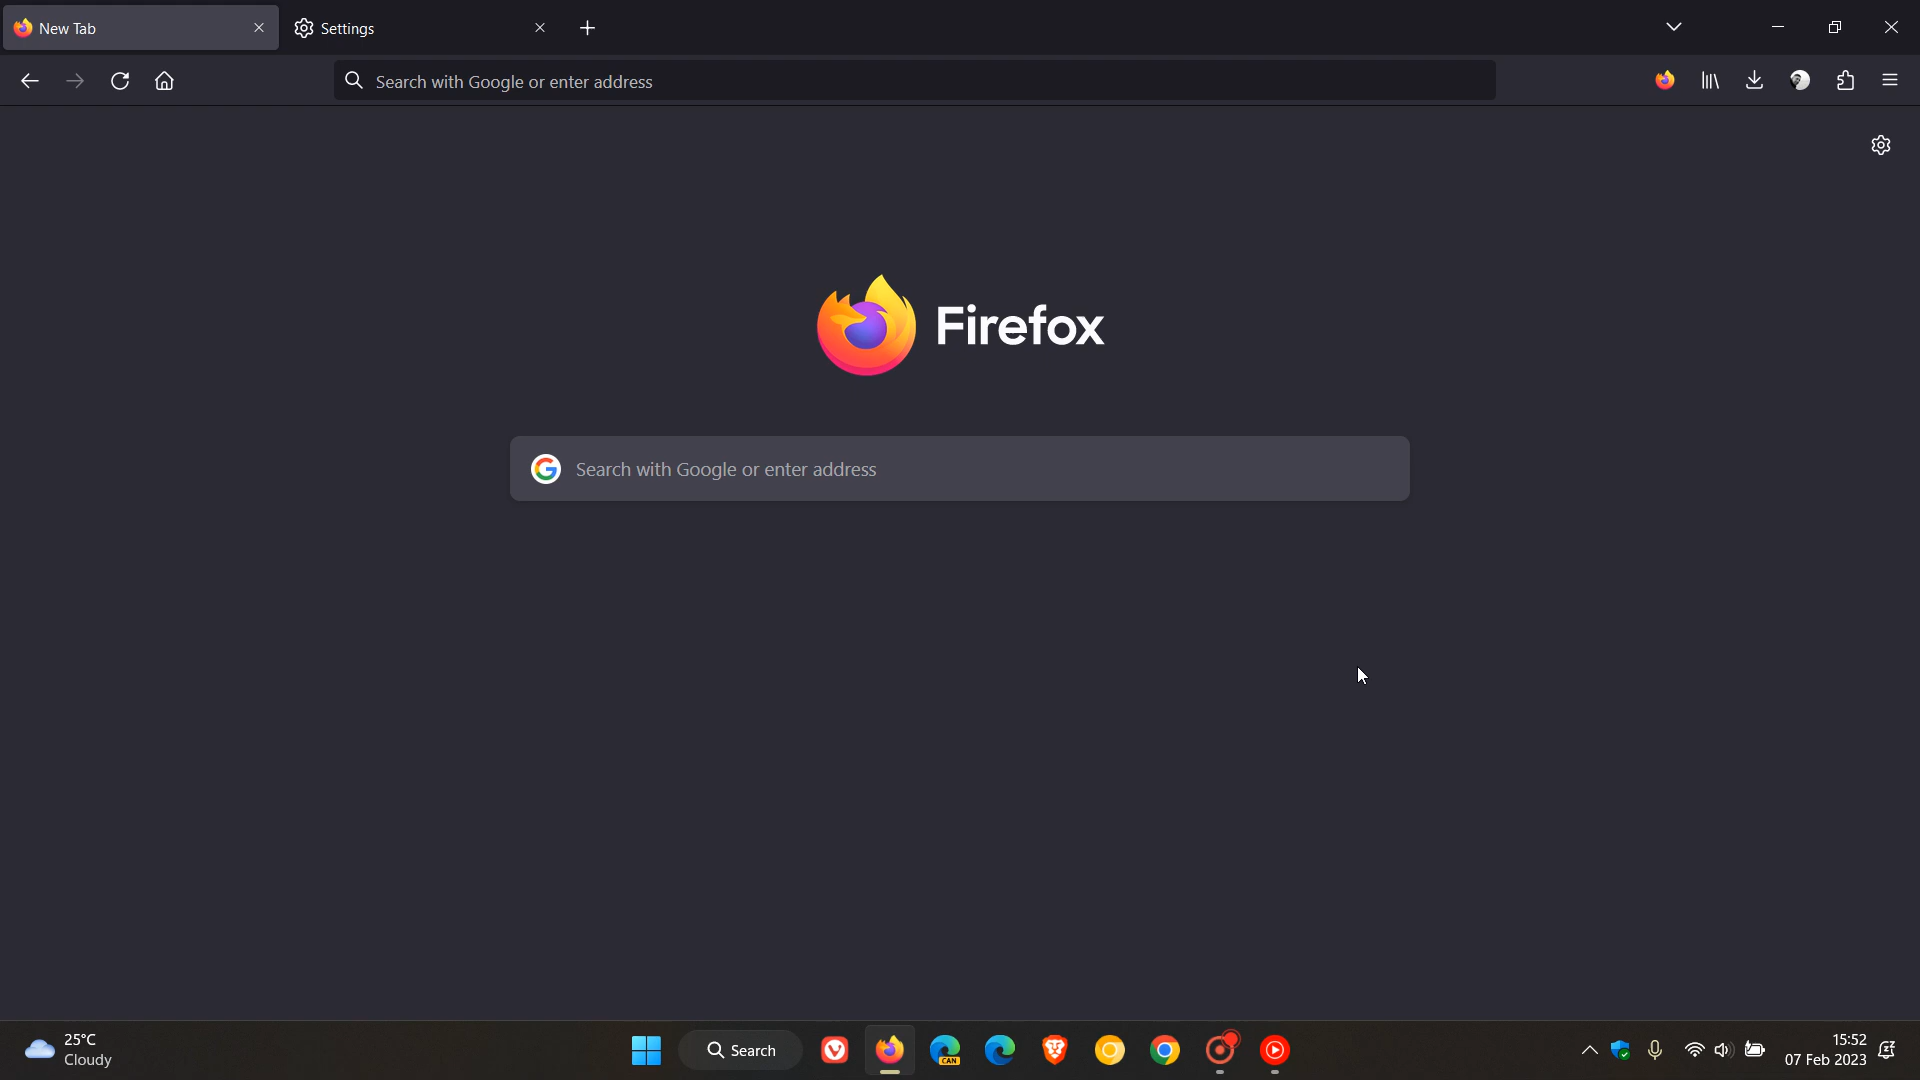 New Tab
Settings
Search with Google or enter address
Firefox
Search with Google or enter address
25°C
Cloudy
Search
CAN
15:52
07 Feb 2023